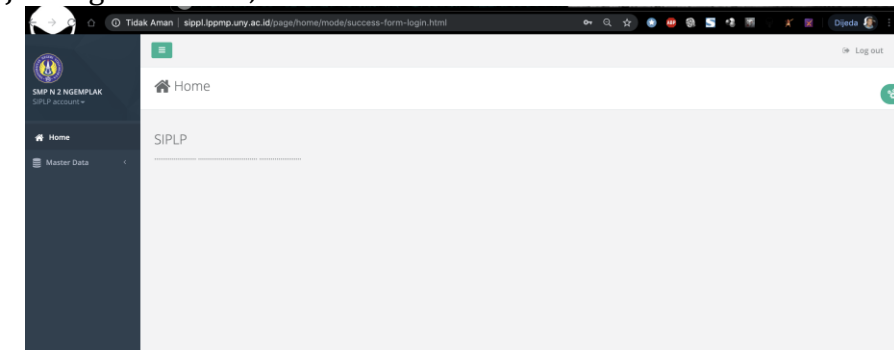 Tidak Aman | sippl.lppmp.uny.ac.id/page/home/mode/success-form-login.html
Dijeda
Log out
SMP N 2 NGEMPLAK
SIPLP account
Home
Home
SIPLP
Master Data